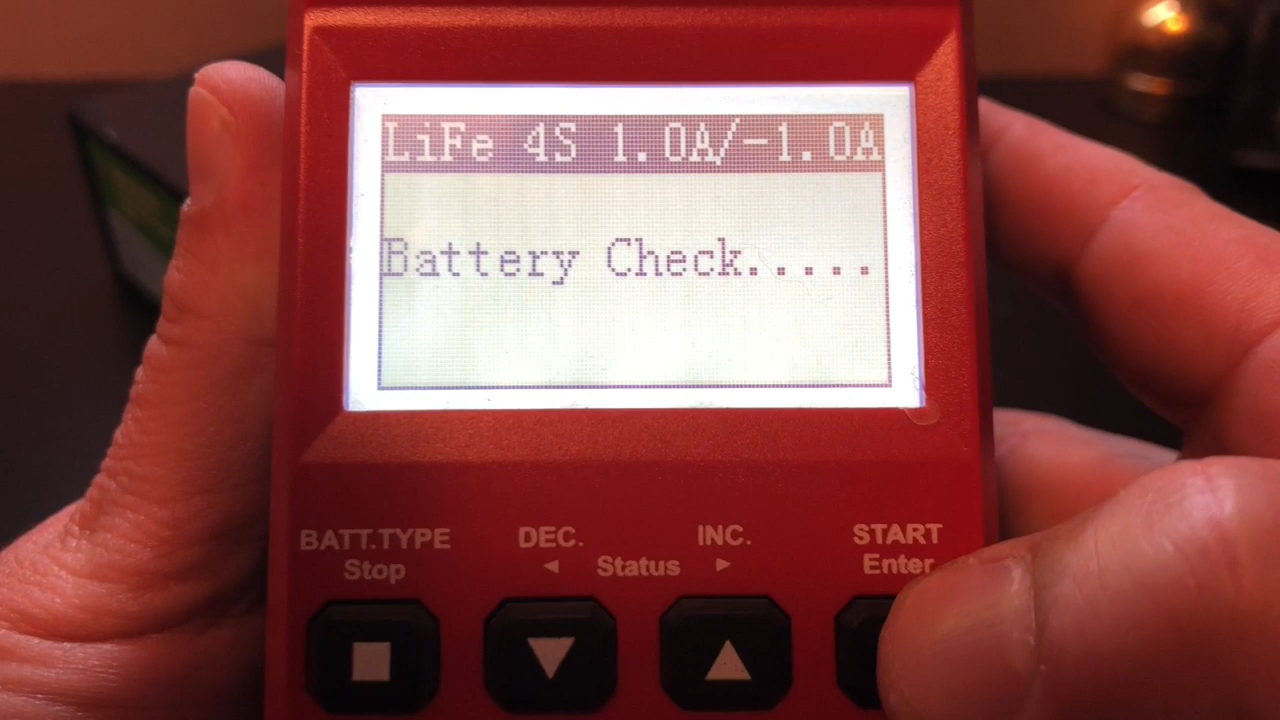 LiFe 4S 1.0A/-1.0A
Battery Check.....
BATT.TYPE DEC. INC. START
Stop ◄ Status ► Enter